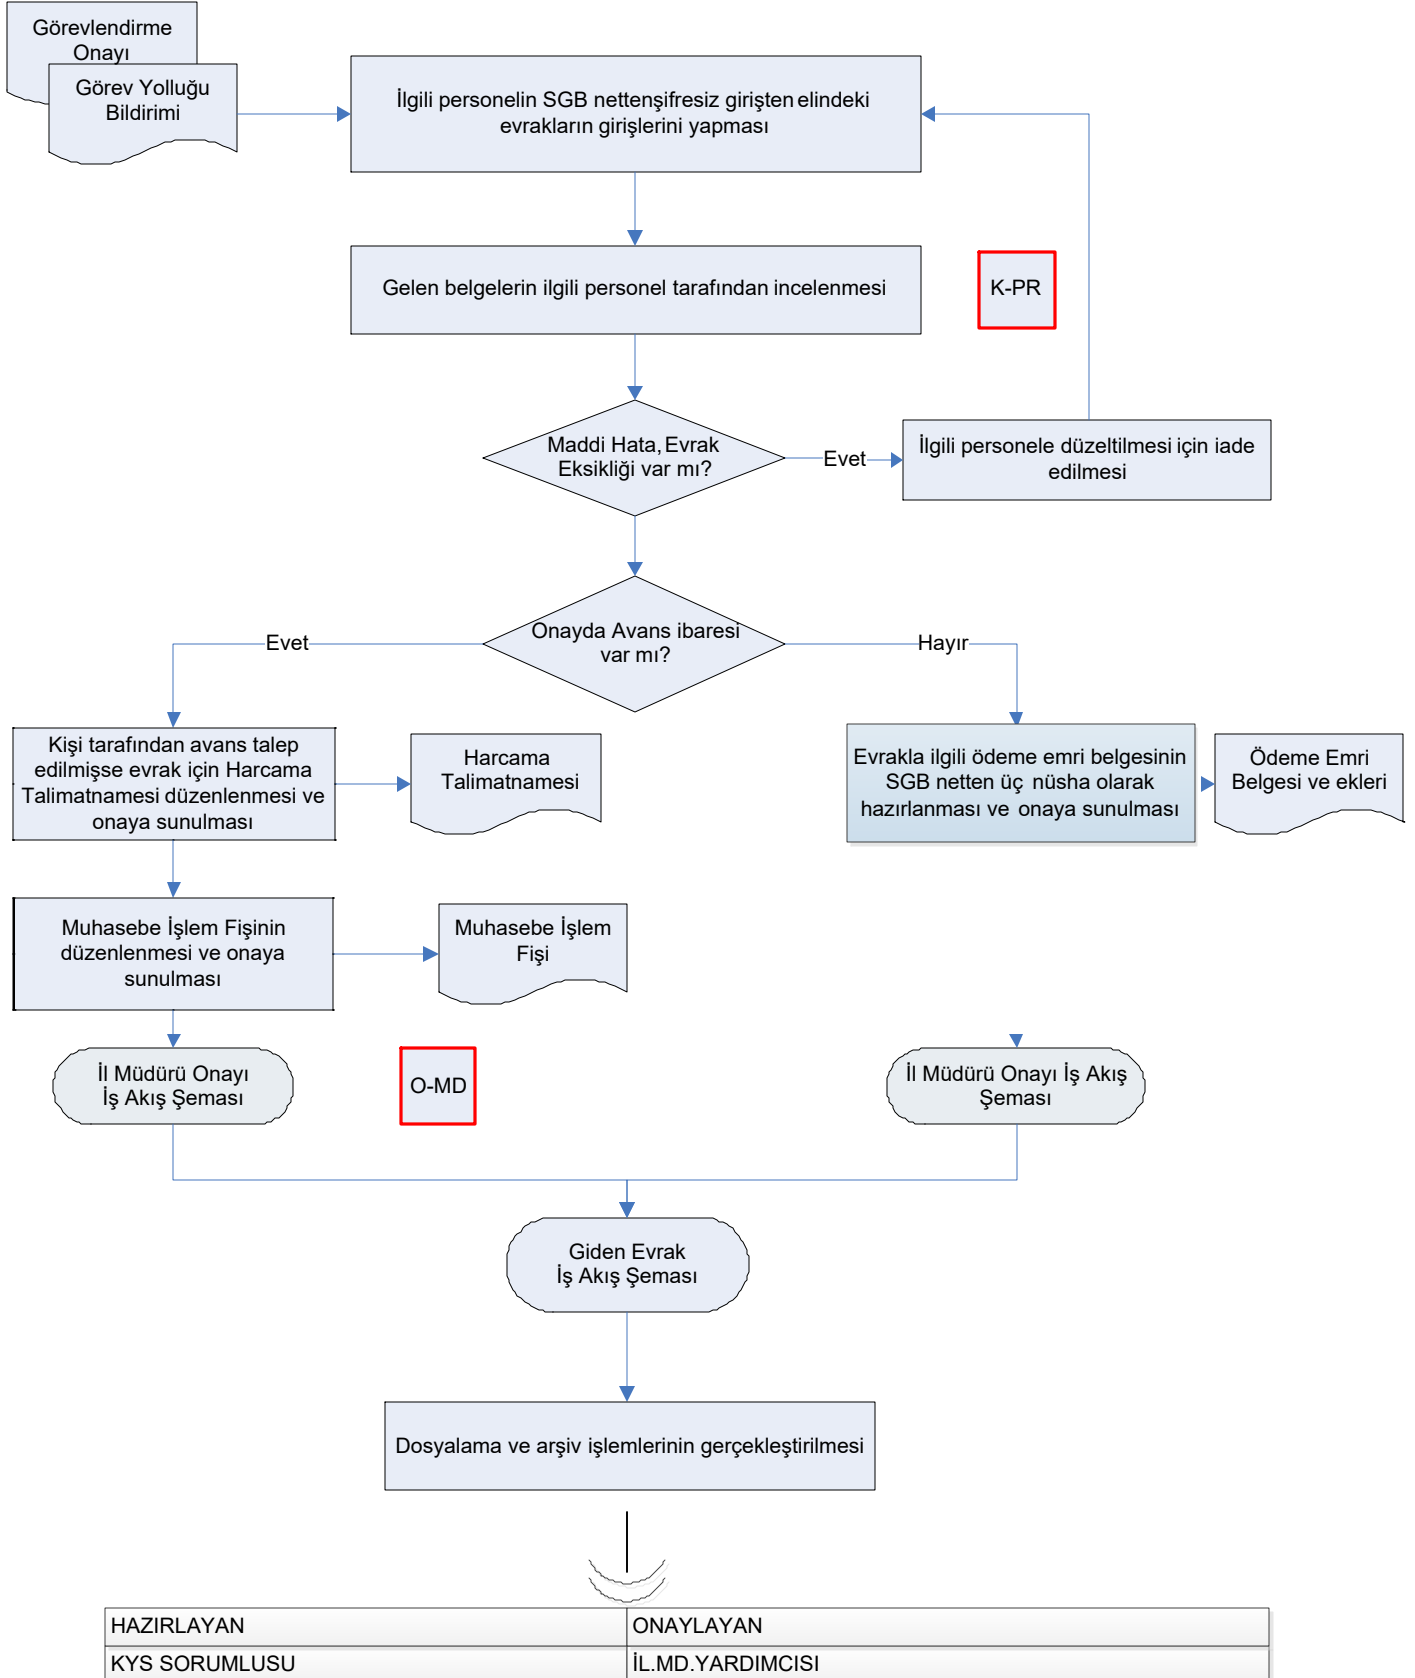 Görevlendirme
Onayı
Görev Yolluğu
Bildirimi
İlgili personelin SGB nettenşifresiz girişten elindeki
evrakların girişlerini yapması
Gelen belgelerin ilgili personel tarafından incelenmesi
K-PR
Maddi Hata, Evrak
Eksikliği var mı?
Evet
İlgili personele düzeltilmesi için iade
edilmesi
Onayda Avans ibaresi
var mı?
Evet
Hayır
Kişi tarafından avans talep
edilmişse evrak için Harcama
Talimatnamesi düzenlenmesi ve
onaya sunulması
Harcama
Talimatnamesi
Evrakla ilgili ödeme emri belgesinin
SGB netten üç nüsha olarak
hazırlanması ve onaya sunulması
Ödeme Emri
Belgesi ve ekleri
Muhasebe İşlem Fişinin
düzenlenmesi ve onaya
sunulması
Muhasebe İşlem
Fişi
İl Müdürü Onayı
İş Akış Şeması
O-MD
İl Müdürü Onayı İş Akış
Şeması
Giden Evrak
İş Akış Şeması
Dosyalama ve arşiv işlemlerinin gerçekleştirilmesi
HAZIRLAYAN
ONAYLAYAN
KYS SORUMLUSU
İL.MD.YARDIMCISI